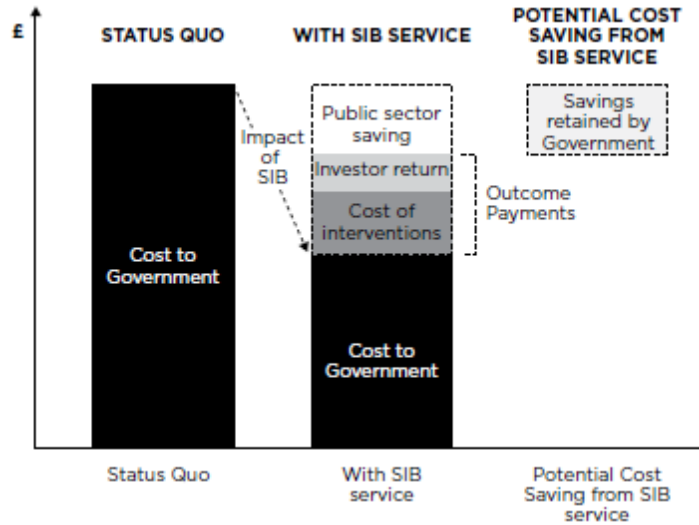 £
STATUS QUO
WITH SIB SERVICE
POTENTIAL COST
SAVING FROM
SIB SERVICE
Cost to
Government
Impact
of
SIB
Public sector
saving
Investor return
Cost of
interventions
Cost to
Government
Outcome
Payments
Savings
retained by
Government
Status Quo
With SIB
service
Potential Cost
Saving from SIB
service